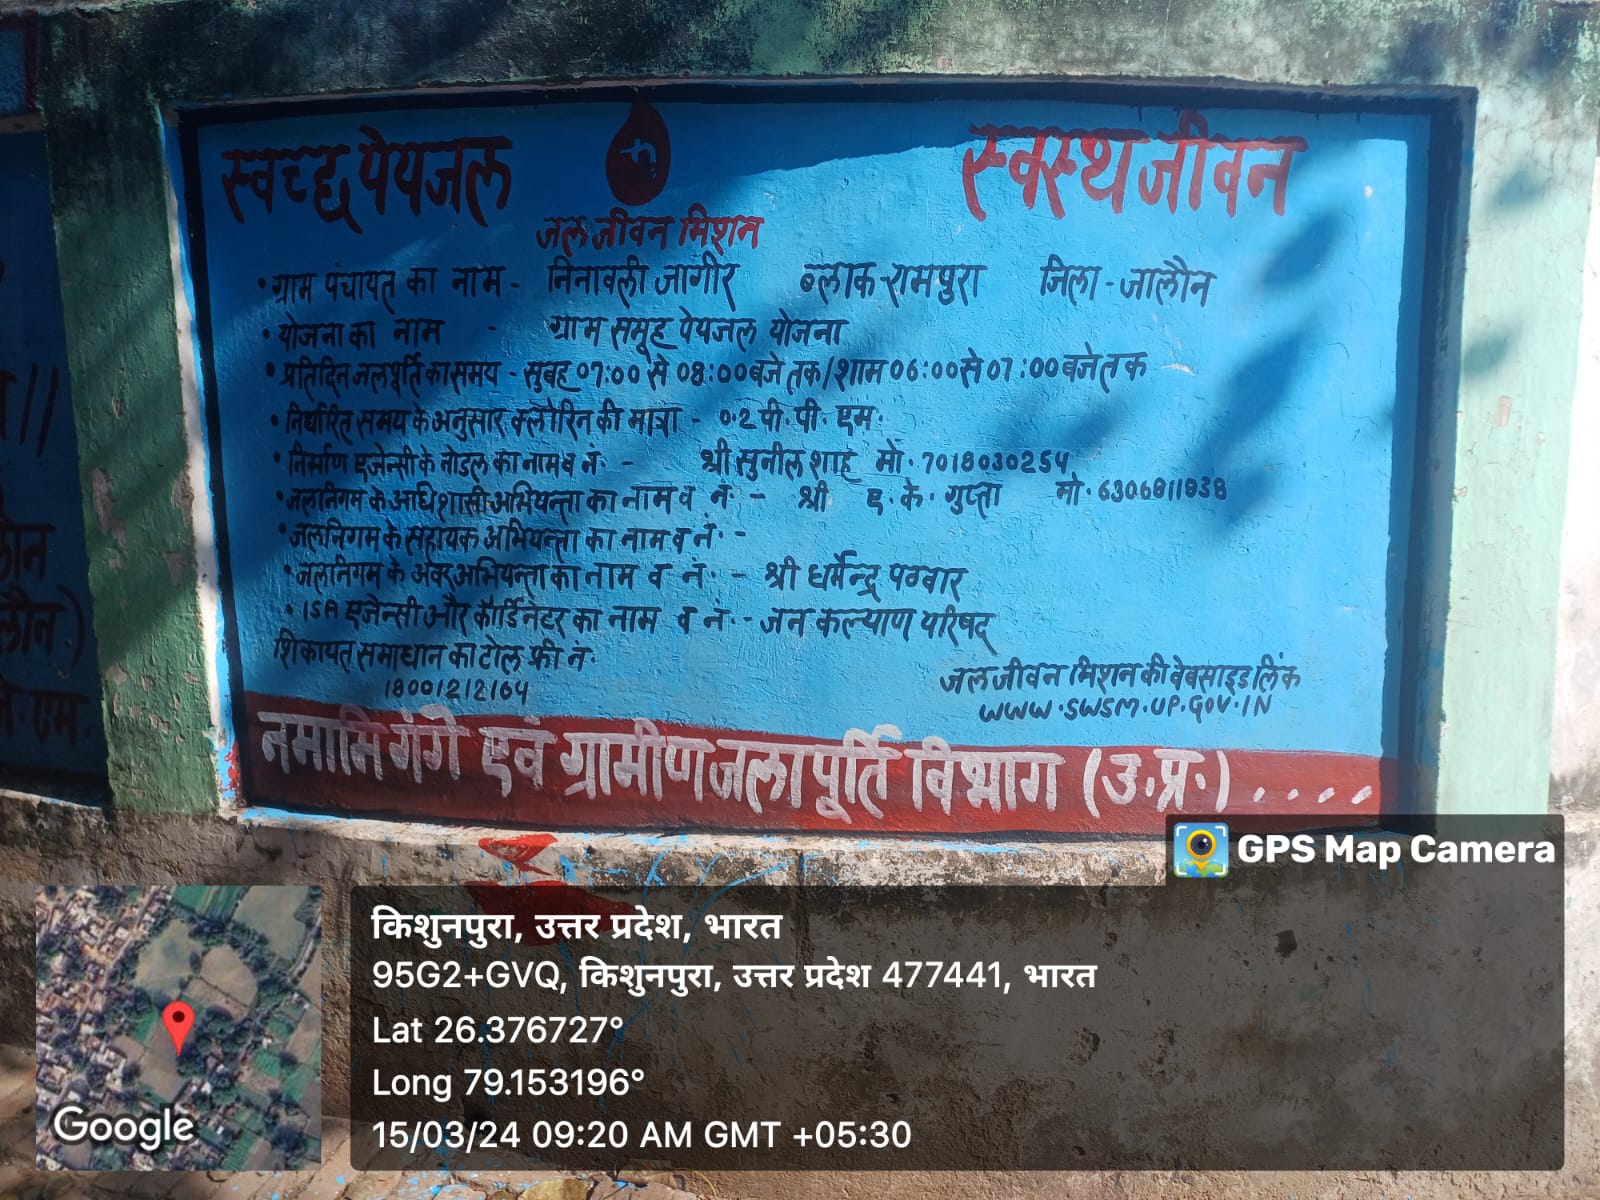 स्वच्छ पेयजल
स्वस्थ जीवन
जल जीवन मिशन
• ग्राम पंचायत का नाम - निनावली जागीर ब्लाक रामपुरा जिला - जालौन
• योजना का नाम - ग्राम समूह पेयजल योजना
• प्रतिदिन जलपूर्ति का समय - सुबह 07:00 से 08:00 बजे तक/शाम 06:00 से 07:00 बजे तक
• निर्धारित समय के अनुसार क्लोरिन की मात्रा - 0.2 पी. पी. एम.
• निर्माण एजेन्सी के नोडल का नाम व नं. - श्री सुनील शाह मो. 7018030254
• जलनिगम के अधिशासी अभियन्ता का नाम व नं. - श्री ए. के. गुप्ता मो. 6306811838
• जलनिगम के सहायक अभियन्ता का नाम व नं. -
• जलनिगम के अवर अभियन्ता का नाम व नं. - श्री धर्मेन्द्र पग्वार
• ISA एजेन्सी और कॉर्डिनेटर का नाम व नं. - जन कल्याण परिषद्
शिकायत समाधान का टोल फ्री न.
18001212164
जल जीवन मिशन की वेबसाइड लिंक
WWW.SWSM.UP.GOV.IN
नमामि गंगे एवं ग्रामीण जलापूर्ति विभाग (उ.प्र.) . . . .
GPS Map Camera
किशुनपुरा, उत्तर प्रदेश, भारत
95G2+GVQ, किशुनपुरा, उत्तर प्रदेश 477441, भारत
Lat 26.376727°
Long 79.153196°
15/03/24 09:20 AM GMT +05:30
Google